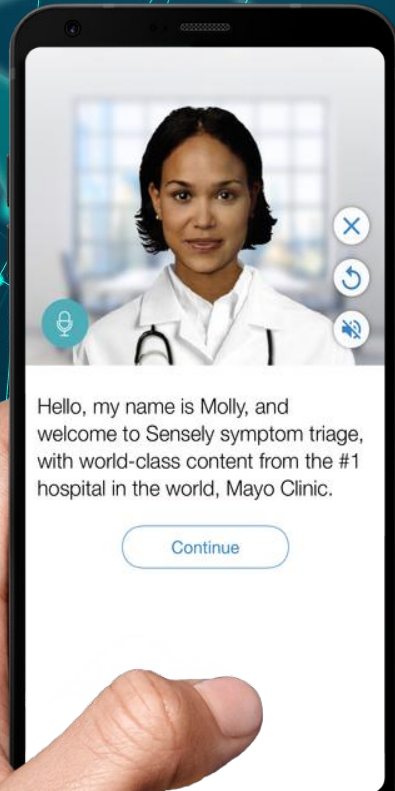 Hello, my name is Molly, and
welcome to Sensely symptom triage,
with world-class content from the #1
hospital in the world, Mayo Clinic.
Continue